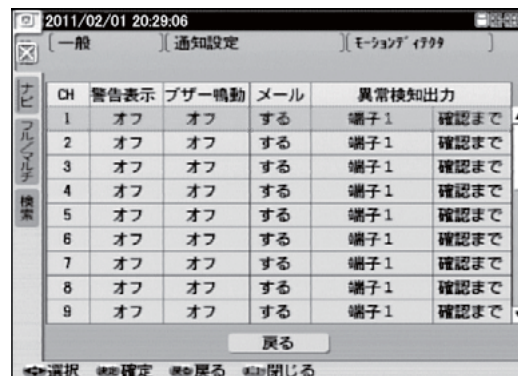 2011/02/01 20:29:06
一般 通知設定 ﾓｰｼｮﾝﾃﾞｨﾃｸﾀ
ナビ
フル/マルチ
検索
CH 警告表示 ブザー鳴動 メール 異常検知出力
1 オフ オフ する 端子1 確認まで
2 オフ オフ する 端子1 確認まで
3 オフ オフ する 端子1 確認まで
4 オフ オフ する 端子1 確認まで
5 オフ オフ する 端子1 確認まで
6 オフ オフ する 端子1 確認まで
7 オフ オフ する 端子1 確認まで
8 オフ オフ する 端子1 確認まで
9 オフ オフ する 端子1 確認まで
戻る
選択 確定 戻る 閉じる